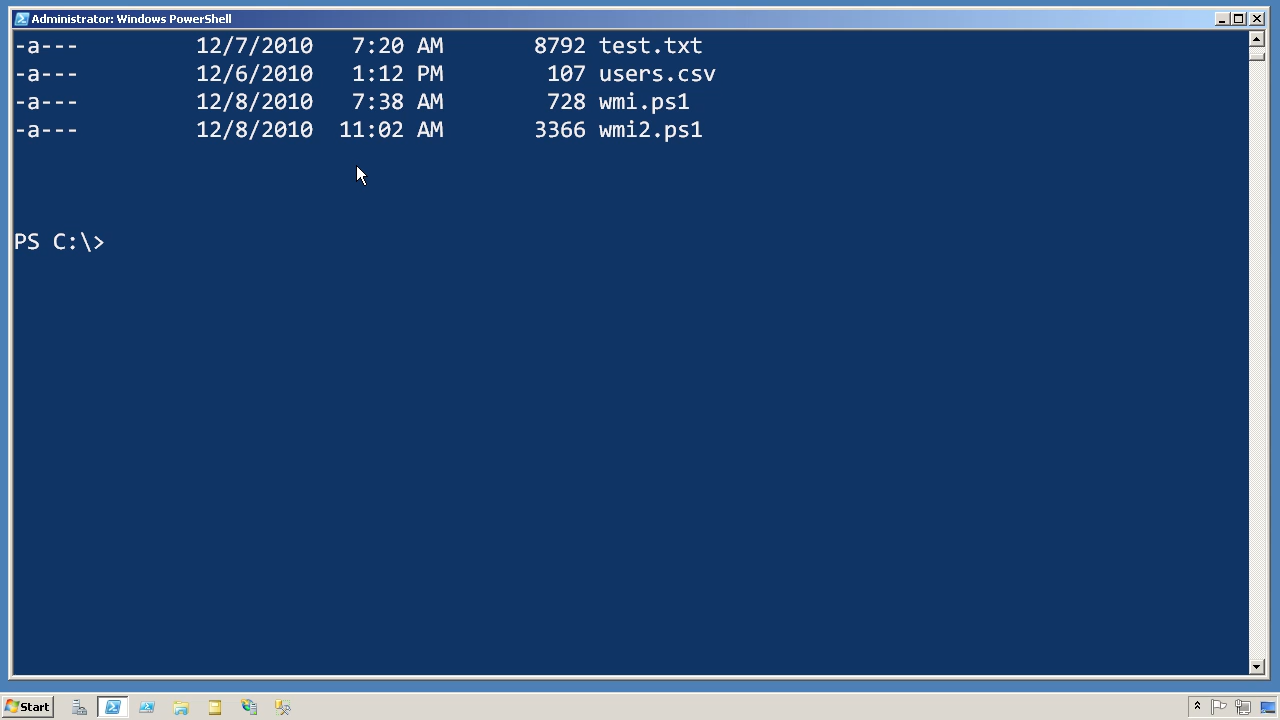 Administrator: Windows PowerShell
-a--- 12/7/2010 7:20 AM 8792 test.txt
-a--- 12/6/2010 1:12 PM 107 users.csv
-a--- 12/8/2010 7:38 AM 728 wmi.ps1
-a--- 12/8/2010 11:02 AM 3366 wmi2.ps1
PS C:\>
Start